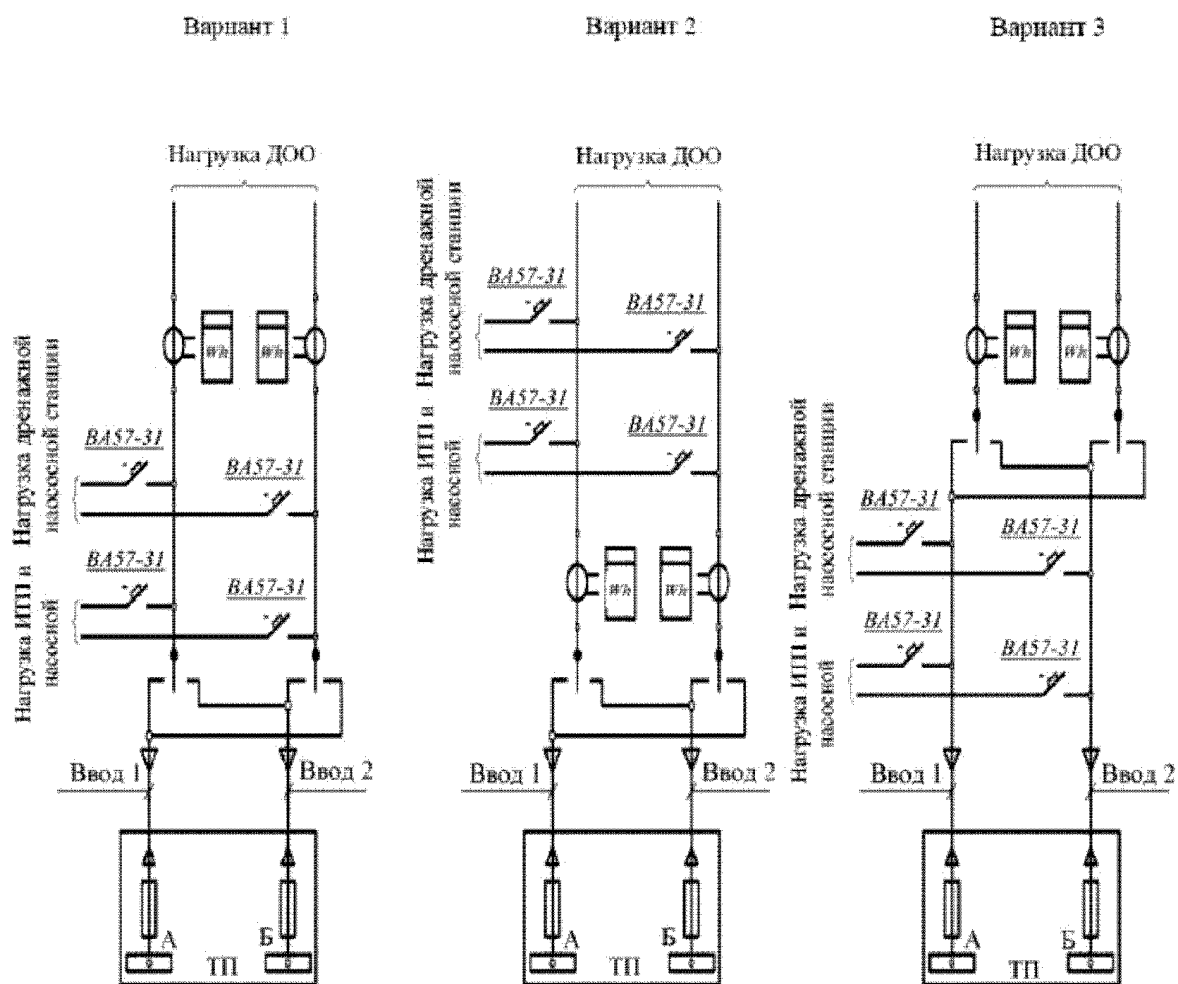 Вариант 1
Вариант 2
Вариант 3
Нагрузка ДОО
Нагрузка ИТП и
насосной
Нагрузка дренажной
насосной станции
Wh
Wh
ВА57-31
ВА57-31
ВА57-31
ВА57-31
Ввод 1
Ввод 2
А
Б
ТП
Нагрузка ДОО
Нагрузка ИТП и
насосной
Нагрузка дренажной
насосной станции
ВА57-31
ВА57-31
ВА57-31
ВА57-31
Wh
Wh
Ввод 1
Ввод 2
А
Б
ТП
Нагрузка ДОО
Нагрузка ИТП и
насосной
Нагрузка дренажной
насосной станции
Wh
Wh
ВА57-31
ВА57-31
ВА57-31
ВА57-31
Ввод 1
Ввод 2
А
Б
ТП